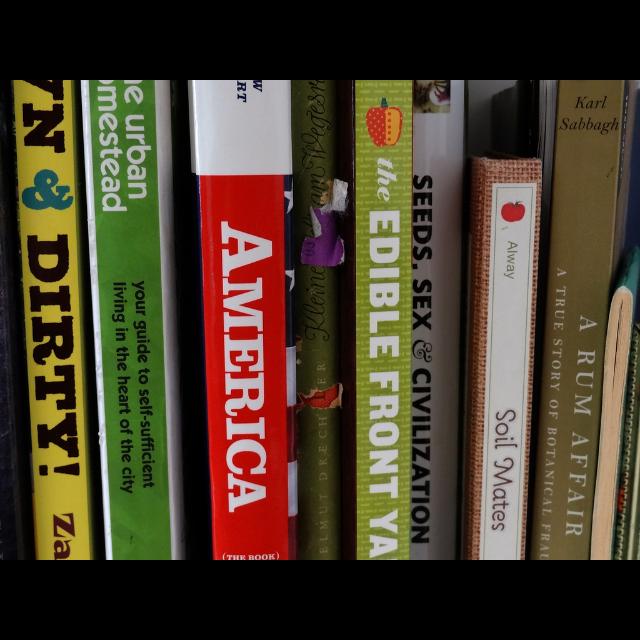 & DIRTY!
Za
e urban
mestead
your guide to self-sufficient
living in the heart of the city
AMERICA
(THE BOOK)
Kleine
the
EDIBLE FRONT YA
SEEDS, SEX & CIVILIZATION
Alway
Soil Mates
Karl
Sabbagh
A RUM AFFAIR
A TRUE STORY OF BOTANICAL FRAU